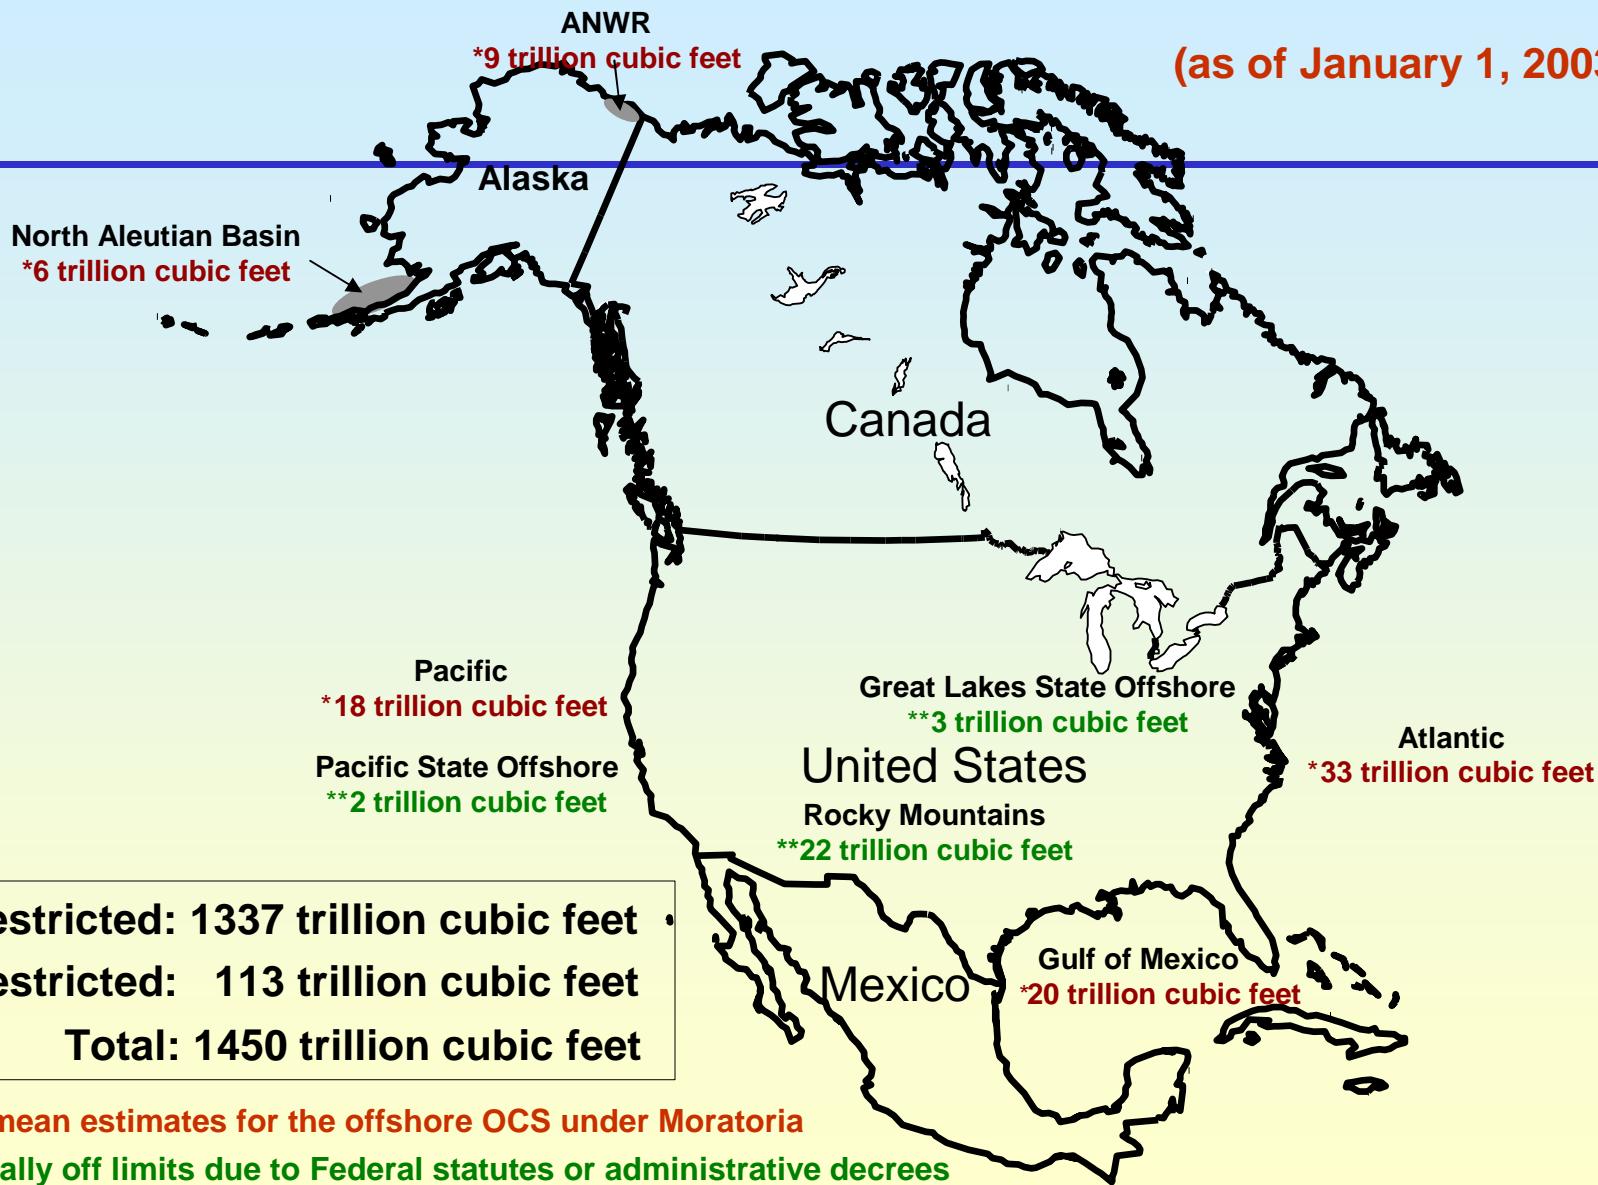 ANWR
*9 trillion cubic feet
(as of January 1, 2003
Alaska
North Aleutian Basin
*6 trillion cubic feet
Canada
Pacific
*18 trillion cubic feet
Great Lakes State Offshore
**3 trillion cubic feet
Atlantic
*33 trillion cubic feet
United States
Pacific State Offshore
**2 trillion cubic feet
Rocky Mountains
**22 trillion cubic feet
estricted: 1337 trillion cubic feet
estricted: 113 trillion cubic feet
Total: 1450 trillion cubic feet
Mexico
Gulf of Mexico
*20 trillion cubic feet
mean estimates for the offshore OCS under Moratoria
ally off limits due to Federal statutes or administrative decrees